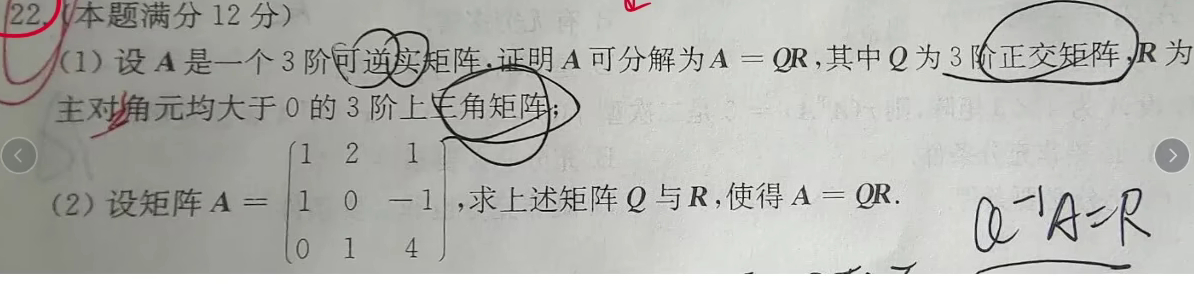 22.(本题满分 12 分)
(1) 设 A 是一个 3 阶可逆实矩阵,证明 A 可分解为 A = QR,其中 Q 为 3 阶正交矩阵,R 为
主对角元均大于 0 的 3 阶上三角矩阵;
1 2 1
(2) 设矩阵 A = 1 0 -1 ,求上述矩阵 Q 与 R,使得 A = QR.
0 1 4
Q⁻¹A=R